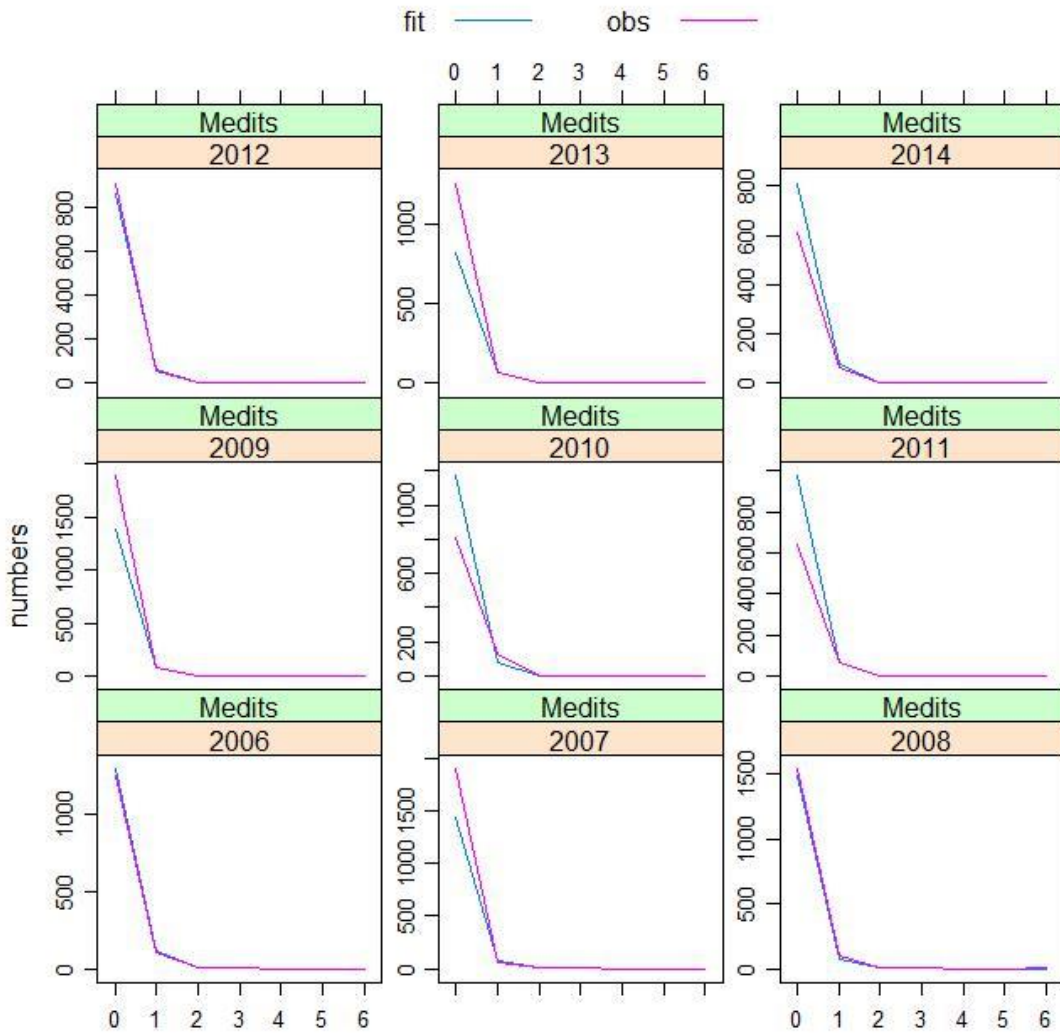 fit obs
0 1 2 3 4 5 6
Medits Medits Medits
2012 2013 2014
0 200 400 600 800
0 500 1000
0 200 400 600 800
Medits Medits Medits
2009 2010 2011
numbers
0 500 1000 1500
0 200 600 1000
0 200 400 600 800
Medits Medits Medits
2006 2007 2008
0 500 1000
0 500 1000 1500
0 500 1000 1500
0 1 2 3 4 5 6 0 1 2 3 4 5 6